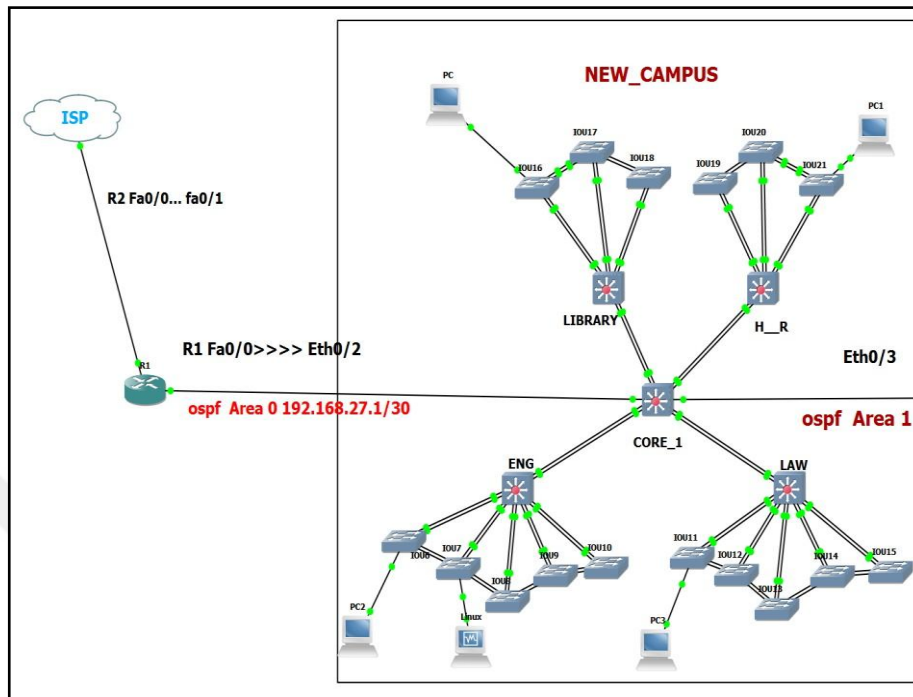 NEW_CAMPUS
PC
IOU17
IOU20
PC1
ISP
IOU16
IOU18
IOU19
IOU21
R2 Fa0/0... fa0/1
LIBRARY
H__R
R1 Fa0/0>>>> Eth0/2
Eth0/3
R1
ospf Area 0 192.168.27.1/30
ospf Area 1
CORE_1
ENG
LAW
IOU6
IOU7
IOU8
IOU9
IOU10
IOU11
IOU12
IOU13
IOU14
IOU15
PC2
Linux
PC3